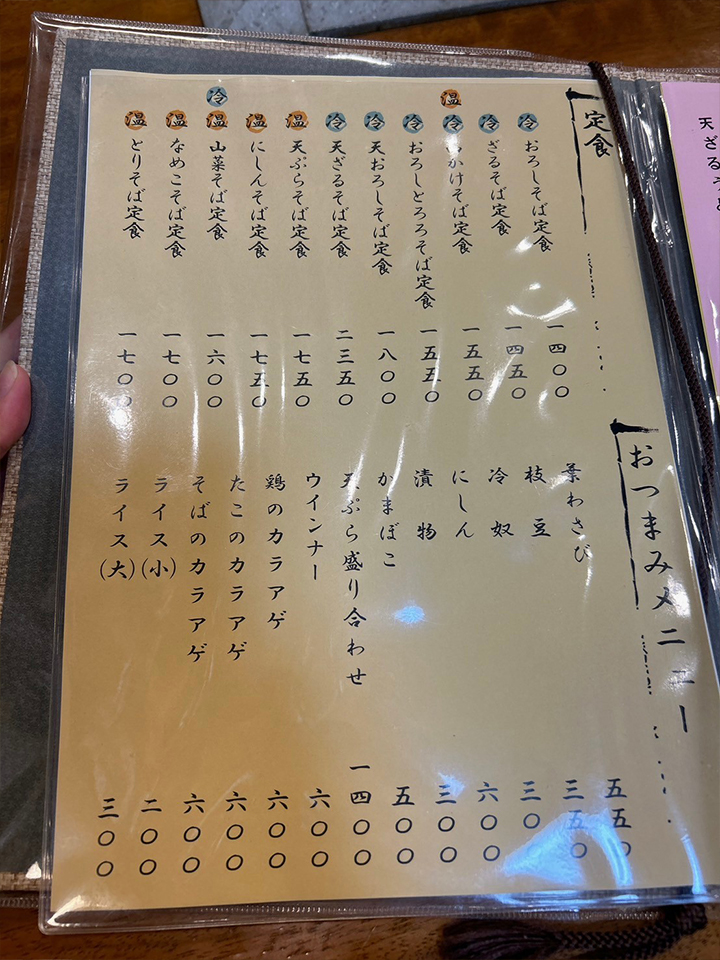 天ざるう
定食
冷 おろしそば定食 一四〇〇
冷 ざるそば定食 一四五〇
温 冷 かけそば定食 一五五〇
冷 おろしとろろそば定食 一五五〇
冷 天おろしそば定食 一八〇〇
冷 天ざるそば定食 二三五〇
温 天ぷらそば定食 一七五〇
温 にしんそば定食 一七五〇
冷 温 山菜そば定食 一六〇〇
温 なめこそば定食 一七〇〇
温 とりそば定食 一七〇〇
おつまみメニュー
葉わさび 五五〇
枝豆 三五〇
冷奴 三〇
にしん 六〇〇
漬物 三〇〇
かまぼこ 五〇〇
天ぷら盛り合わせ 一四〇〇
ウインナー 六〇〇
鶏のカラアゲ 六〇〇
たこのカラアゲ 六〇〇
そばのカラアゲ 六〇〇
ライス(小) 二〇〇
ライス(大) 三〇〇